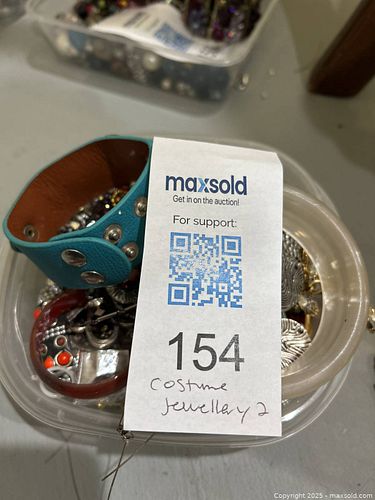 maxsold
Get in on the auction!
For support:
154
costume
Jewellery 2
Copyright 2025 - maxsold.com